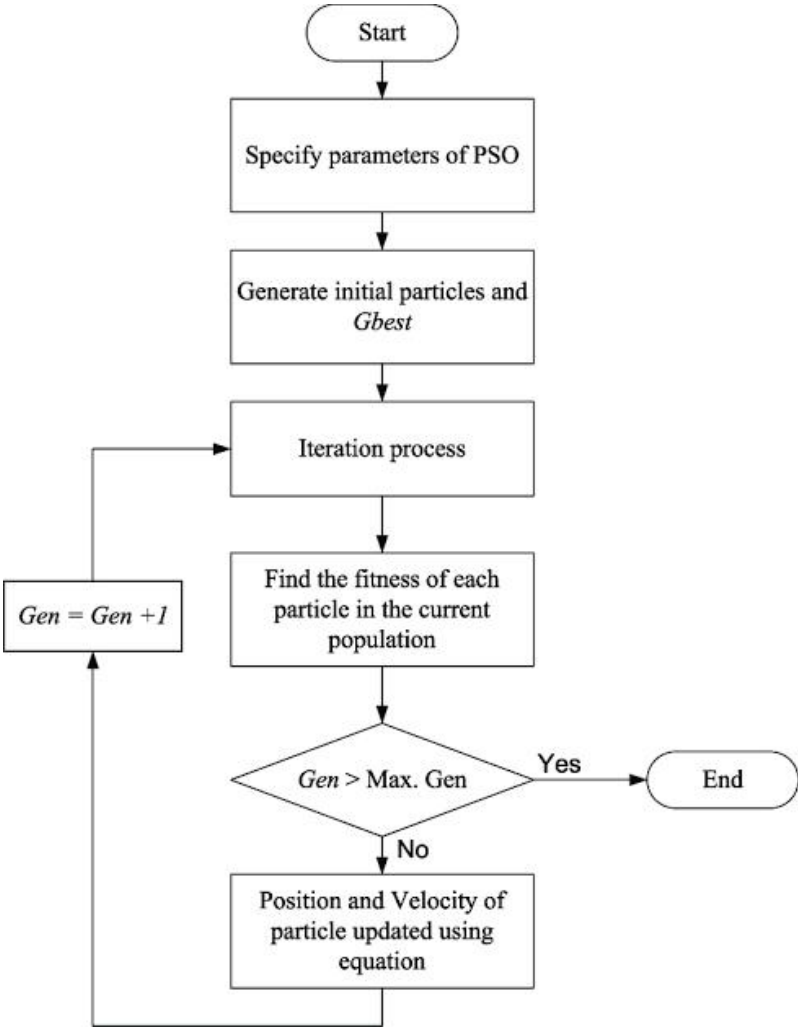 Start
Specify parameters of PSO
Generate initial particles and
Gbest
Iteration process
Find the fitness of each
particle in the current
population
Gen = Gen +1
Gen > Max. Gen
Yes
End
No
Position and Velocity of
particle updated using
equation